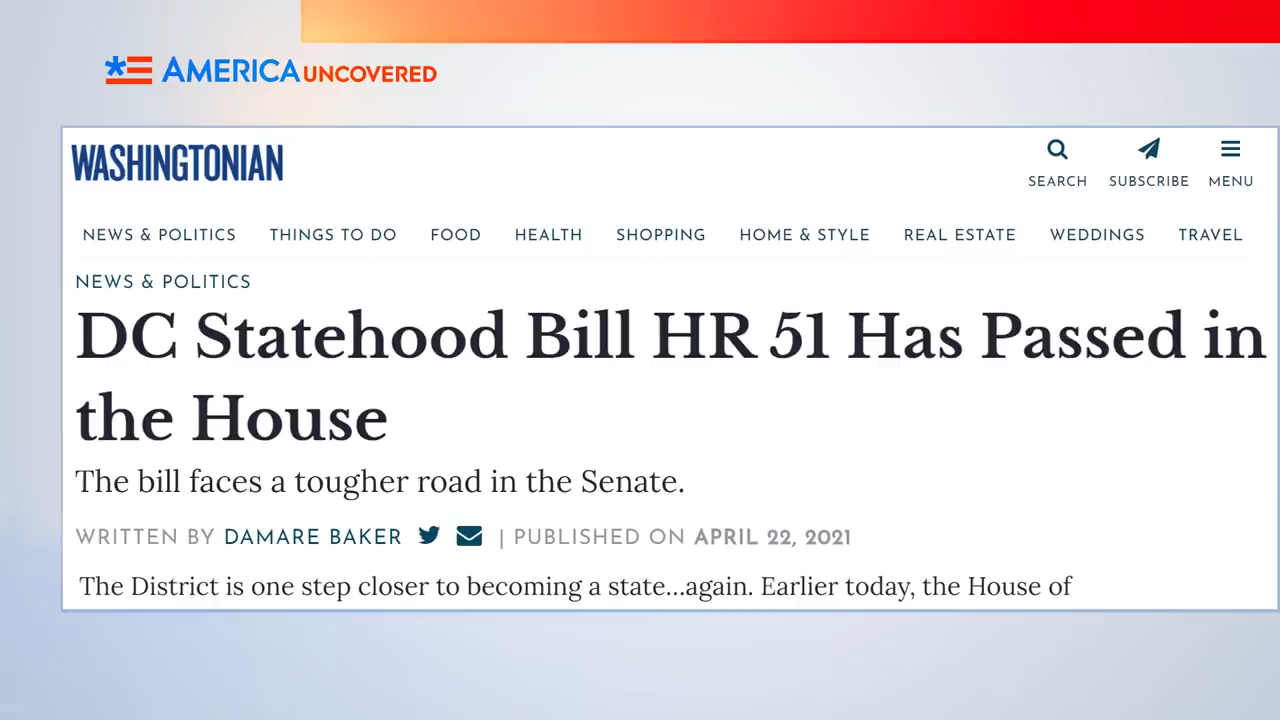 AMERICA UNCOVERED
WASHINGTONIAN
SEARCH SUBSCRIBE MENU
NEWS & POLITICS THINGS TO DO FOOD HEALTH SHOPPING HOME & STYLE REAL ESTATE WEDDINGS TRAVEL
NEWS & POLITICS
DC Statehood Bill HR 51 Has Passed in
the House
The bill faces a tougher road in the Senate.
WRITTEN BY DAMARE BAKER | PUBLISHED ON APRIL 22, 2021
The District is one step closer to becoming a state...again. Earlier today, the House of